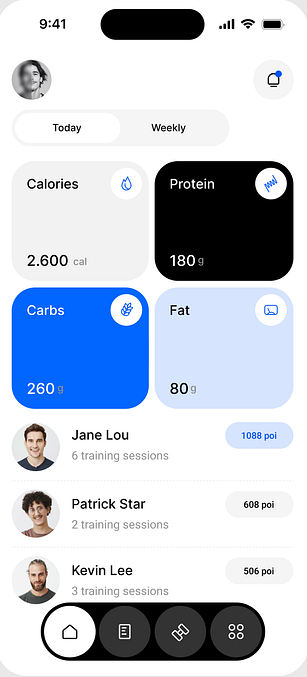 9:41
Today Weekly
Calories Protein
2.600 cal 180 g
Carbs Fat
260 g 80 g
Jane Lou 1088 poi
6 training sessions
Patrick Star 608 poi
2 training sessions
Kevin Lee 506 poi
3 training sessions